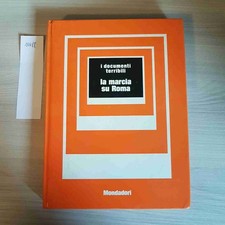 i documenti
terribili
la marcia
su Roma
Mondadori